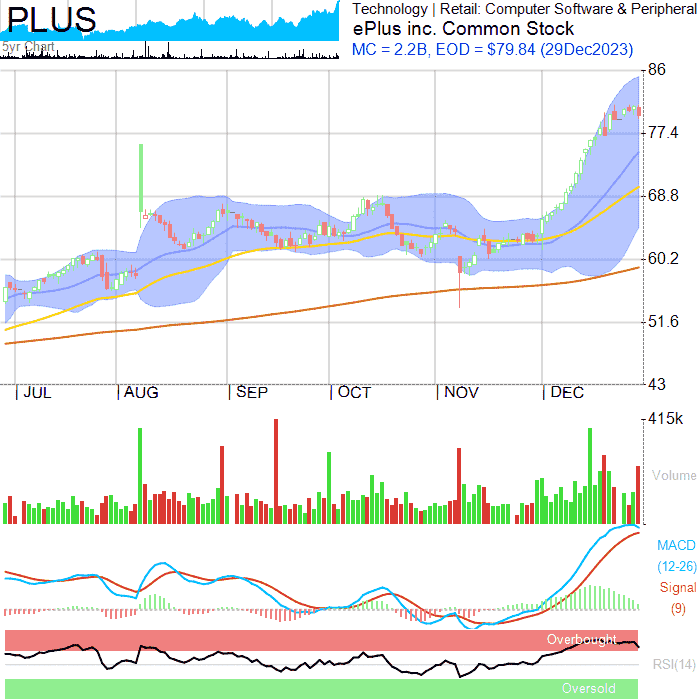 PLUS
5yr Chart
Technology | Retail: Computer Software & Peripheral
ePlus inc. Common Stock
MC = 2.2B, EOD = $79.84 (29Dec2023)
86
77.4
68.8
60.2
51.6
43
JUL AUG SEP OCT NOV DEC
415k
Volume
MACD
(12-26)
Signal
(9)
Overbought
RSI(14)
Oversold